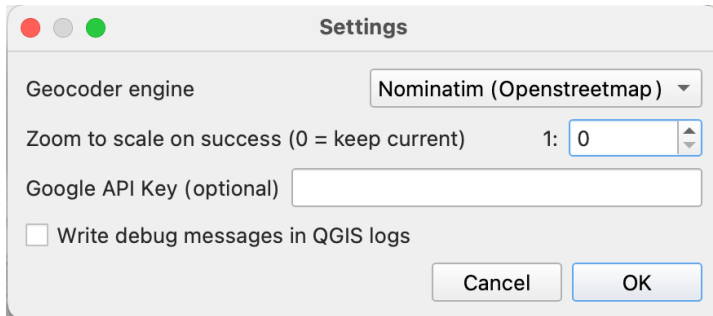 Settings
Geocoder engine Nominatim (Openstreetmap)
Zoom to scale on success (0 = keep current) 1: 0
Google API Key (optional)
Write debug messages in QGIS logs
Cancel OK